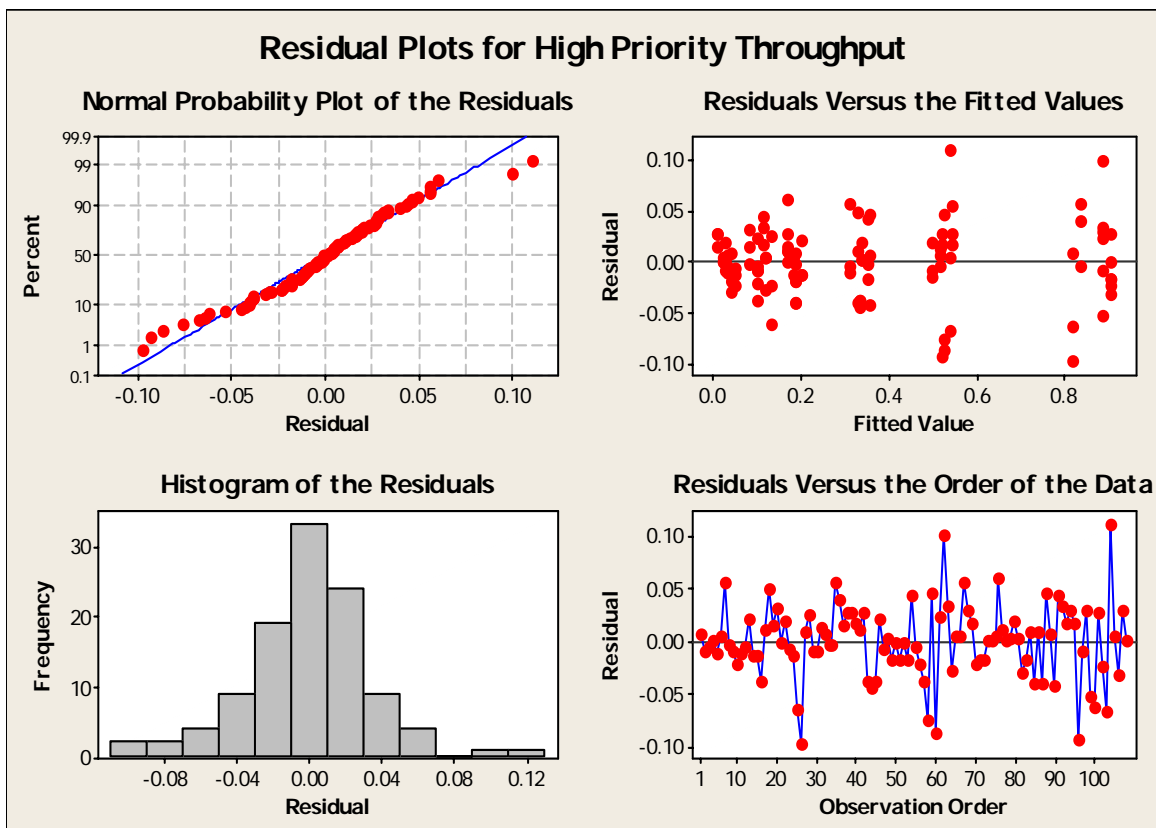 Residual Plots for High Priority Throughput
Normal Probability Plot of the Residuals
99.9
99
90
50
10
1
0.1
Percent
-0.10 -0.05 0.00 0.05 0.10
Residual
Residuals Versus the Fitted Values
0.10
0.05
0.00
-0.05
-0.10
Residual
0.0 0.2 0.4 0.6 0.8
Fitted Value
Histogram of the Residuals
30
20
10
0
Frequency
-0.08 -0.04 0.00 0.04 0.08 0.12
Residual
Residuals Versus the Order of the Data
0.10
0.05
0.00
-0.05
-0.10
Residual
1 10 20 30 40 50 60 70 80 90 100
Observation Order